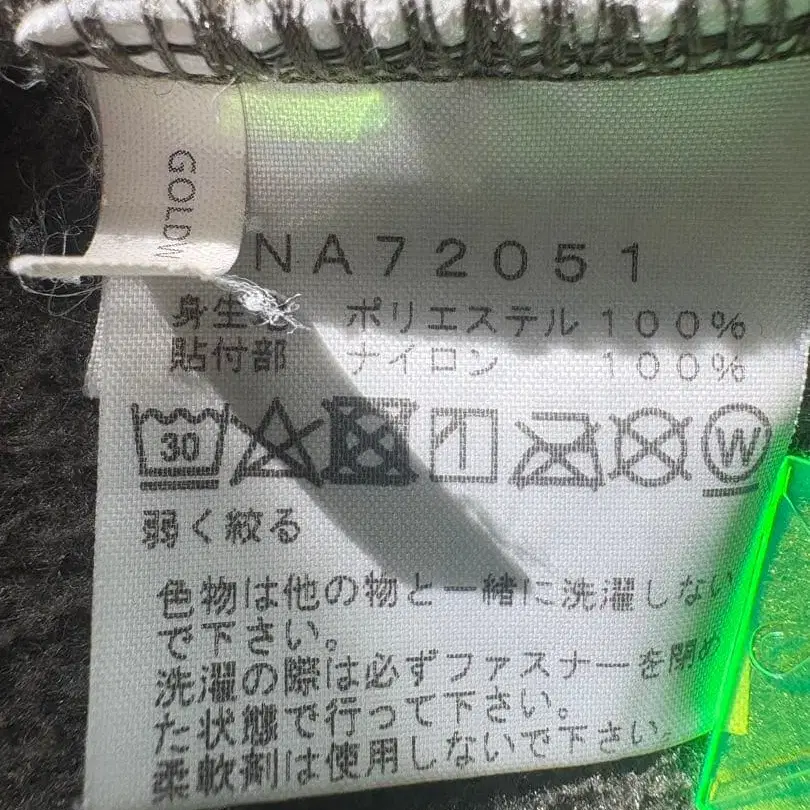 GOLDW
NA72051
身生地 ポリエステル 100%
貼付部 ナイロン 100%
30
W
弱く絞る
色物は他の物と一緒に洗濯しない
で下さい。
洗濯の際は必ずファスナーを閉め
た状態で行って下さい。
柔軟剤は使用しないで下さい。